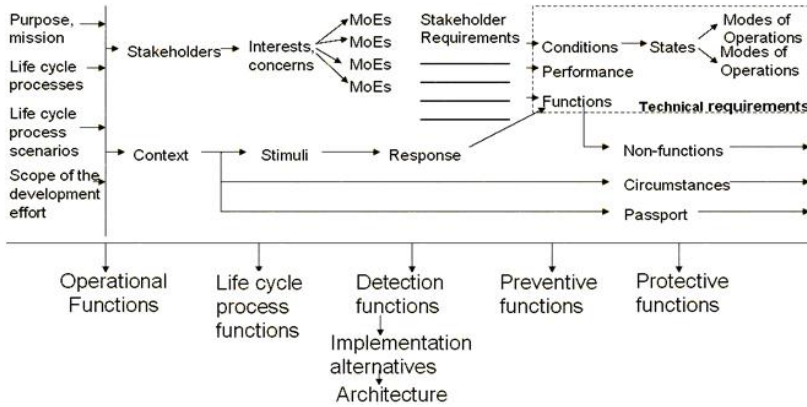 Purpose,
mission
Life cycle
processes
Life cycle
process
scenarios
Scope of the
development
effort
Stakeholders
Interests,
concerns
MoEs
MoEs
MoEs
MoEs
Stakeholder
Requirements
Conditions
Performance
Functions
States
Modes of
Operations
Modes of
Operations
Technical requirements
Context
Stimuli
Response
Non-functions
Circumstances
Passport
Operational
Functions
Life cycle
process
functions
Detection
functions
Preventive
functions
Protective
functions
Implementation
alternatives
Architecture